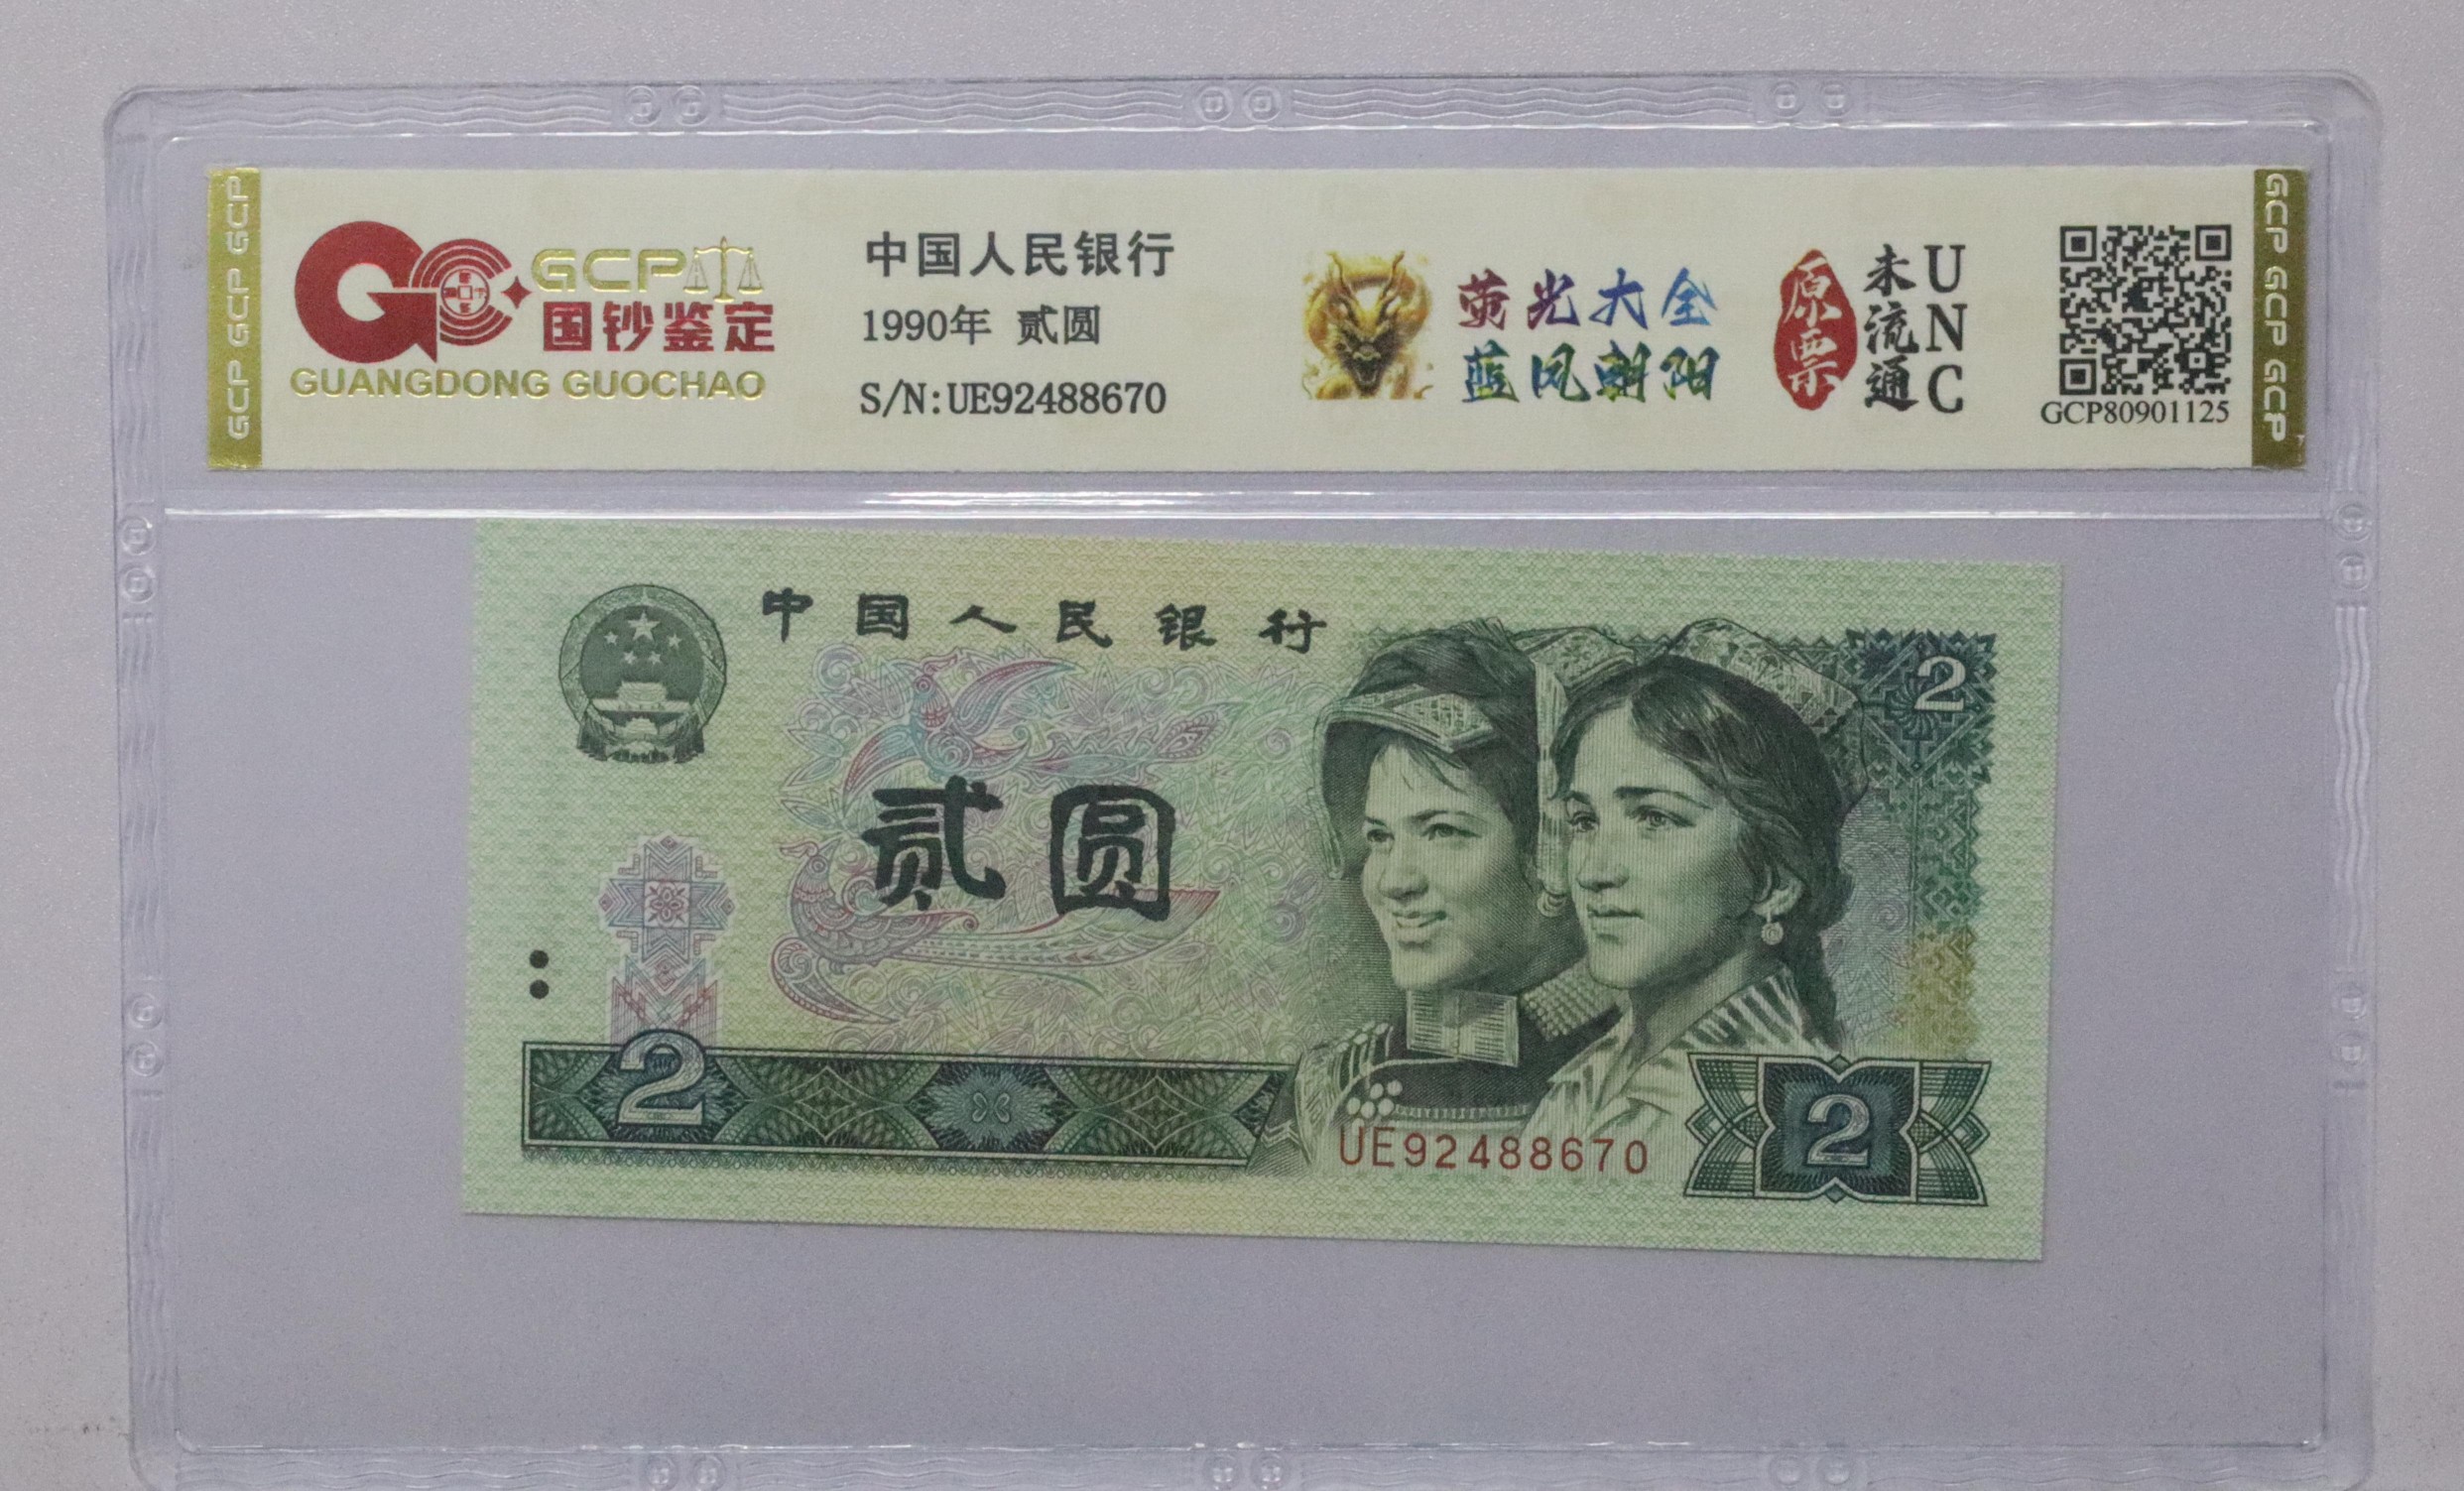 GCP GCP GCP
GCP
国钞鉴定
GUANGDONG GUOCHAO
中国人民银行
1990年 贰圆
S/N:UE92488670
荧光大全
蓝凤朝阳
原票
未流通
UNC
GCP80901125
GCP GCP GCP
中国人民银行
2
贰圆
2
UE92488670
2